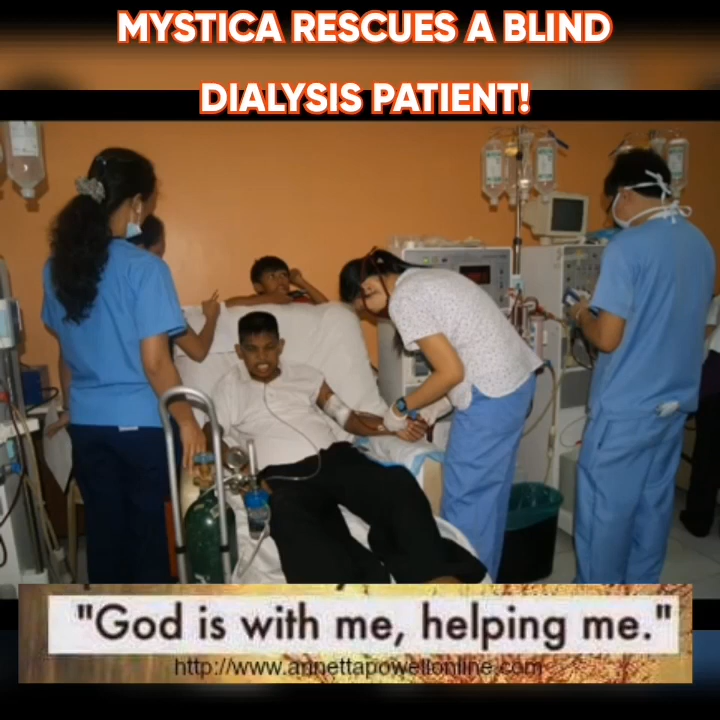 MYSTICA RESCUES A BLIND
DIALYSIS PATIENT!
"God is with me, helping me."
http://www.annettapowellonline.com